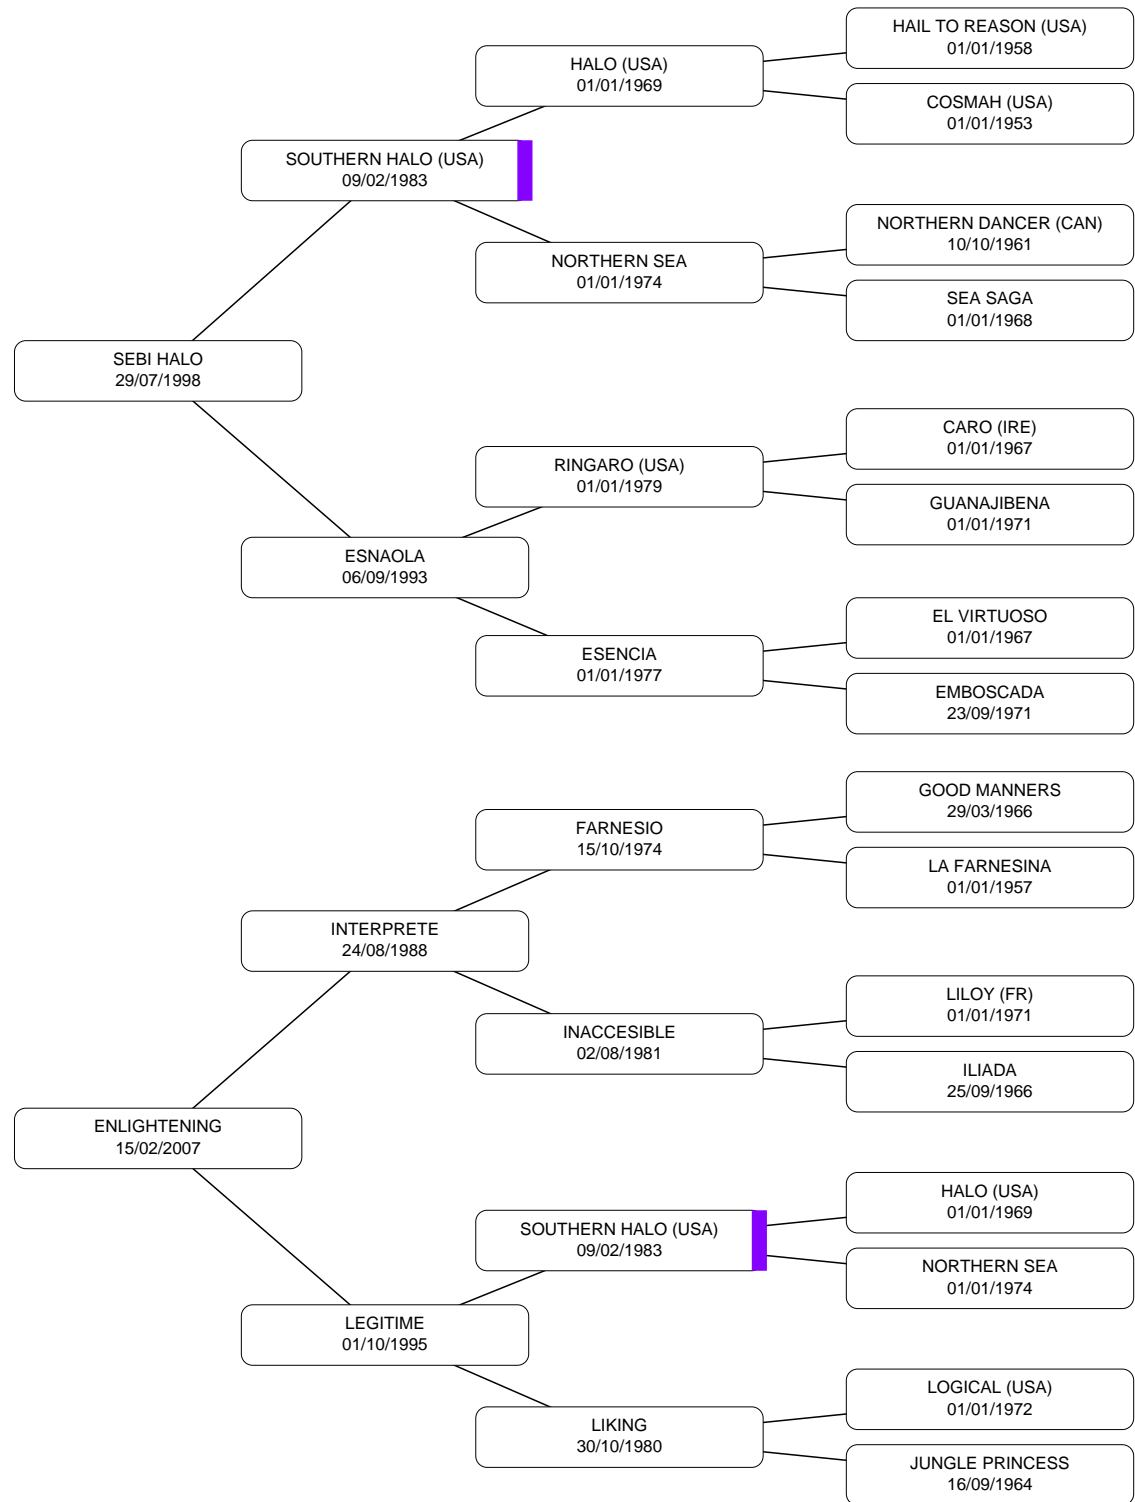 HAIL TO REASON (USA)
01/01/1958
HALO (USA)
01/01/1969
COSMAH (USA)
01/01/1953
SOUTHERN HALO (USA)
09/02/1983
NORTHERN DANCER (CAN)
10/10/1961
NORTHERN SEA
01/01/1974
SEA SAGA
01/01/1968
SEBI HALO
29/07/1998
CARO (IRE)
01/01/1967
RINGARO (USA)
01/01/1979
GUANAJIBENA
01/01/1971
ESNAOLA
06/09/1993
EL VIRTUOSO
01/01/1967
ESENCIA
01/01/1977
EMBOSCADA
23/09/1971
GOOD MANNERS
29/03/1966
FARNESIO
15/10/1974
LA FARNESINA
01/01/1957
INTERPRETE
24/08/1988
LILOY (FR)
01/01/1971
INACCESIBLE
02/08/1981
ILIADA
25/09/1966
ENLIGHTENING
15/02/2007
HALO (USA)
01/01/1969
SOUTHERN HALO (USA)
09/02/1983
NORTHERN SEA
01/01/1974
LEGITIME
01/10/1995
LOGICAL (USA)
01/01/1972
LIKING
30/10/1980
JUNGLE PRINCESS
16/09/1964